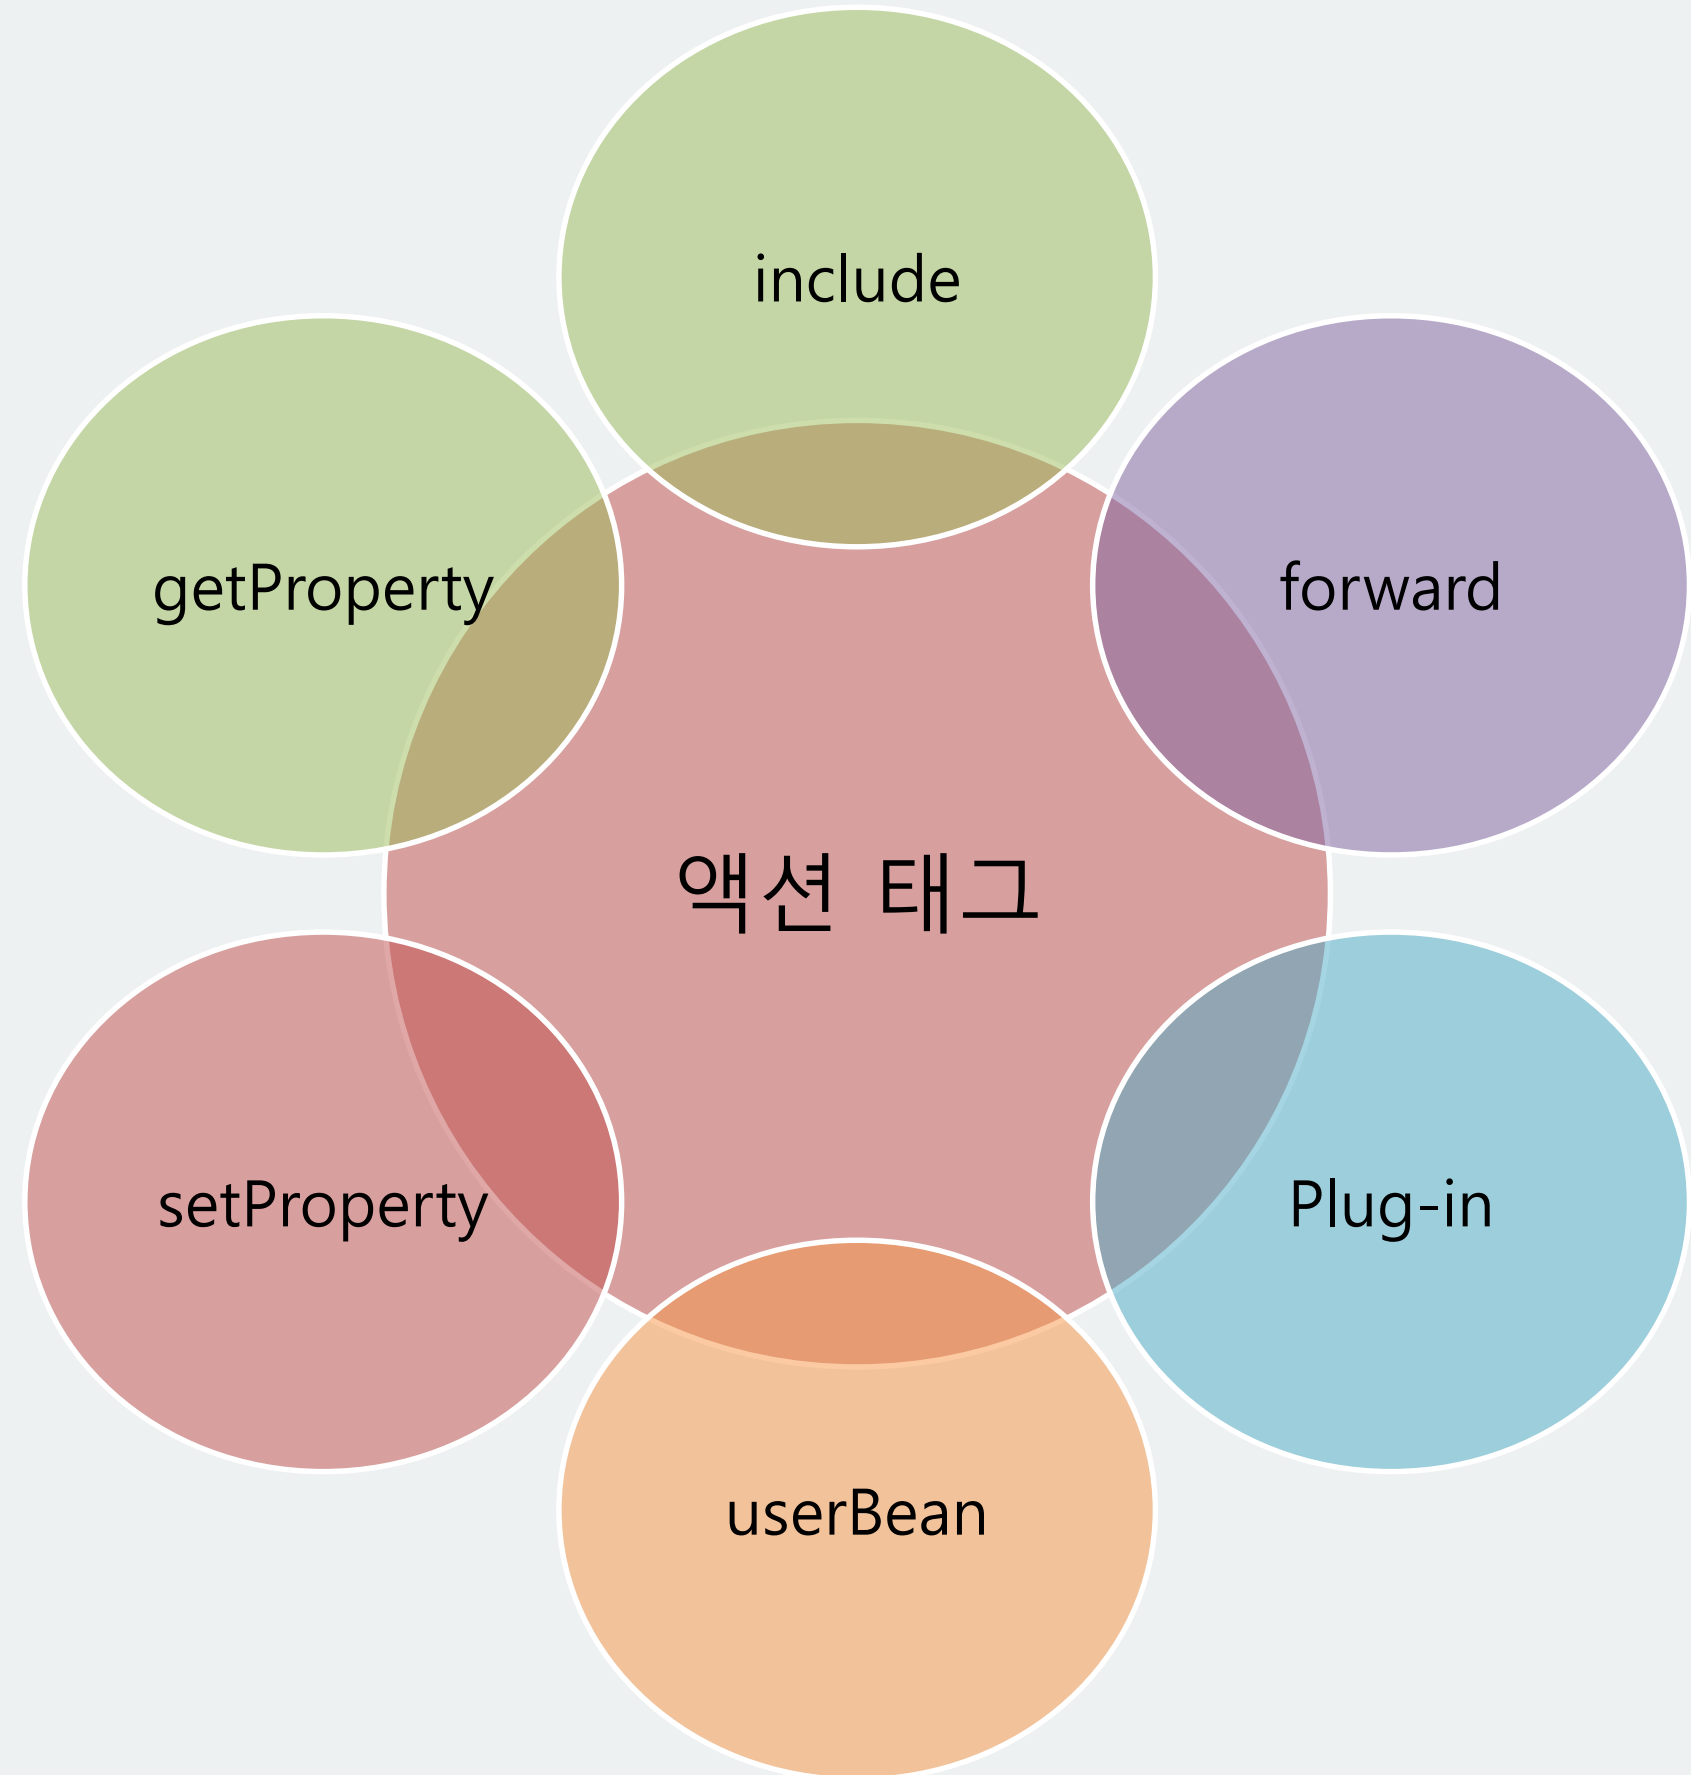 include
getProperty
forward
액션 태그
setProperty
Plug-in
userBean